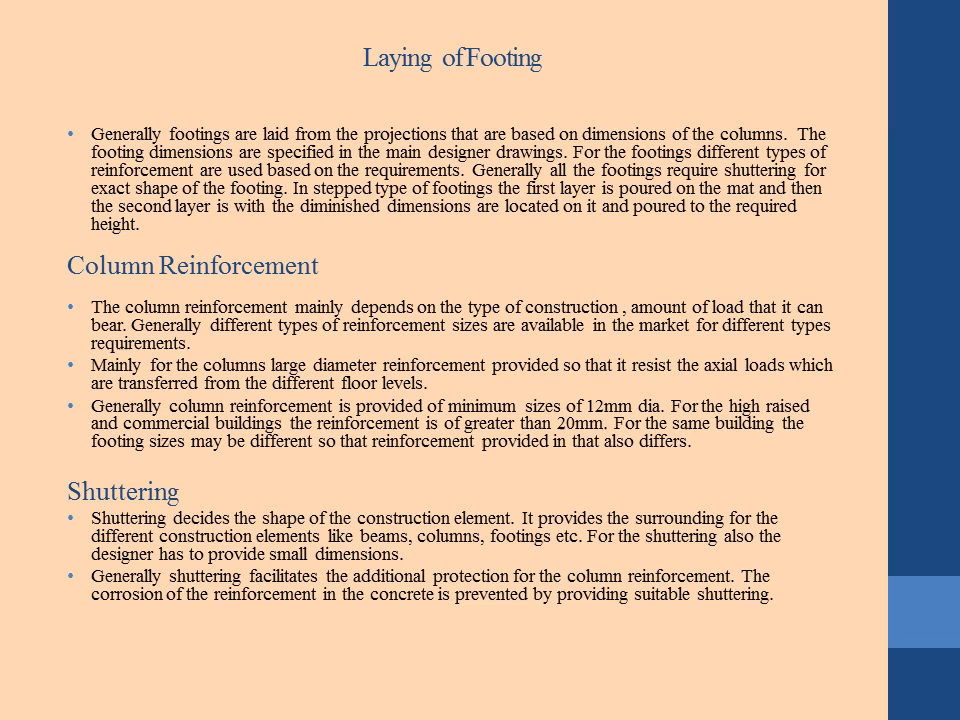 Laying of Footing
• Generally footings are laid from the projections that are based on dimensions of the columns. The
footing dimensions are specified in the main designer drawings. For the footings different types of
reinforcement are used based on the requirements. Generally all the footings require shuttering for
exact shape of the footing. In stepped type of footings the first layer is poured on the mat and then
the second layer is with the diminished dimensions are located on it and poured to the required
height.
Column Reinforcement
• The column reinforcement mainly depends on the type of construction , amount of load that it can
bear. Generally different types of reinforcement sizes are available in the market for different types
requirements.
• Mainly for the columns large diameter reinforcement provided so that it resist the axial loads which
are transferred from the different floor levels.
• Generally column reinforcement is provided of minimum sizes of 12mm dia. For the high raised
and commercial buildings the reinforcement is of greater than 20mm. For the same building the
footing sizes may be different so that reinforcement provided in that also differs.
Shuttering
• Shuttering decides the shape of the construction element. It provides the surrounding for the
different construction elements like beams, columns, footings etc. For the shuttering also the
designer has to provide small dimensions.
• Generally shuttering facilitates the additional protection for the column reinforcement. The
corrosion of the reinforcement in the concrete is prevented by providing suitable shuttering.